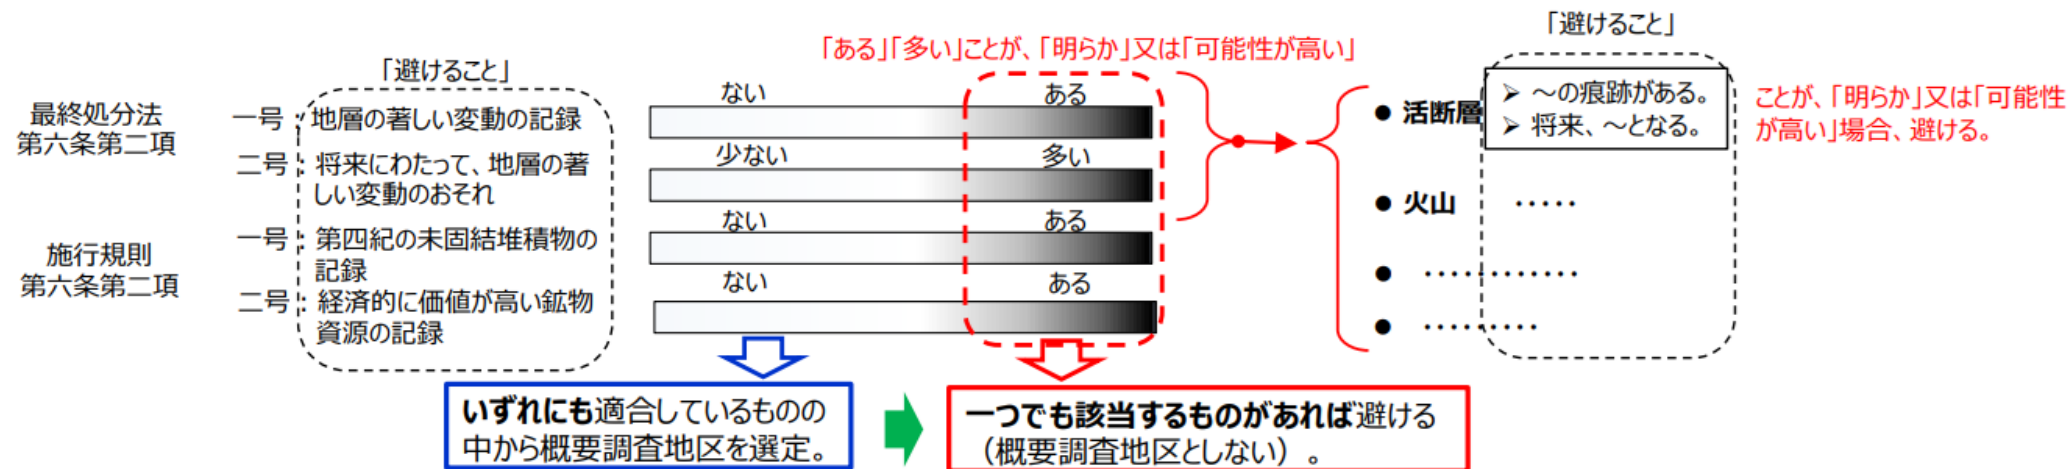 「避けること」
最終処分法
第六条第二項
一号：地層の著しい変動の記録
二号：将来にわたって、地層の著
しい変動のおそれ
施行規則
第六条第二項
一号：第四紀の未固結堆積物の
記録
二号：経済的に価値が高い鉱物
資源の記録
「ある」「多い」ことが、「明らか」又は「可能性が高い」
ない ある
少ない 多い
ない ある
ない ある
「避けること」
● 活断層
➢ ～の痕跡がある。
➢ 将来、～となる。
ことが、「明らか」又は「可能性
が高い」場合、避ける。
● 火山 ・・・・・
● ・・・・・・・・・・・・
● ・・・・・・・・・
いずれにも適合しているものの
中から概要調査地区を選定。
一つでも該当するものがあれば避ける
（概要調査地区としない）。